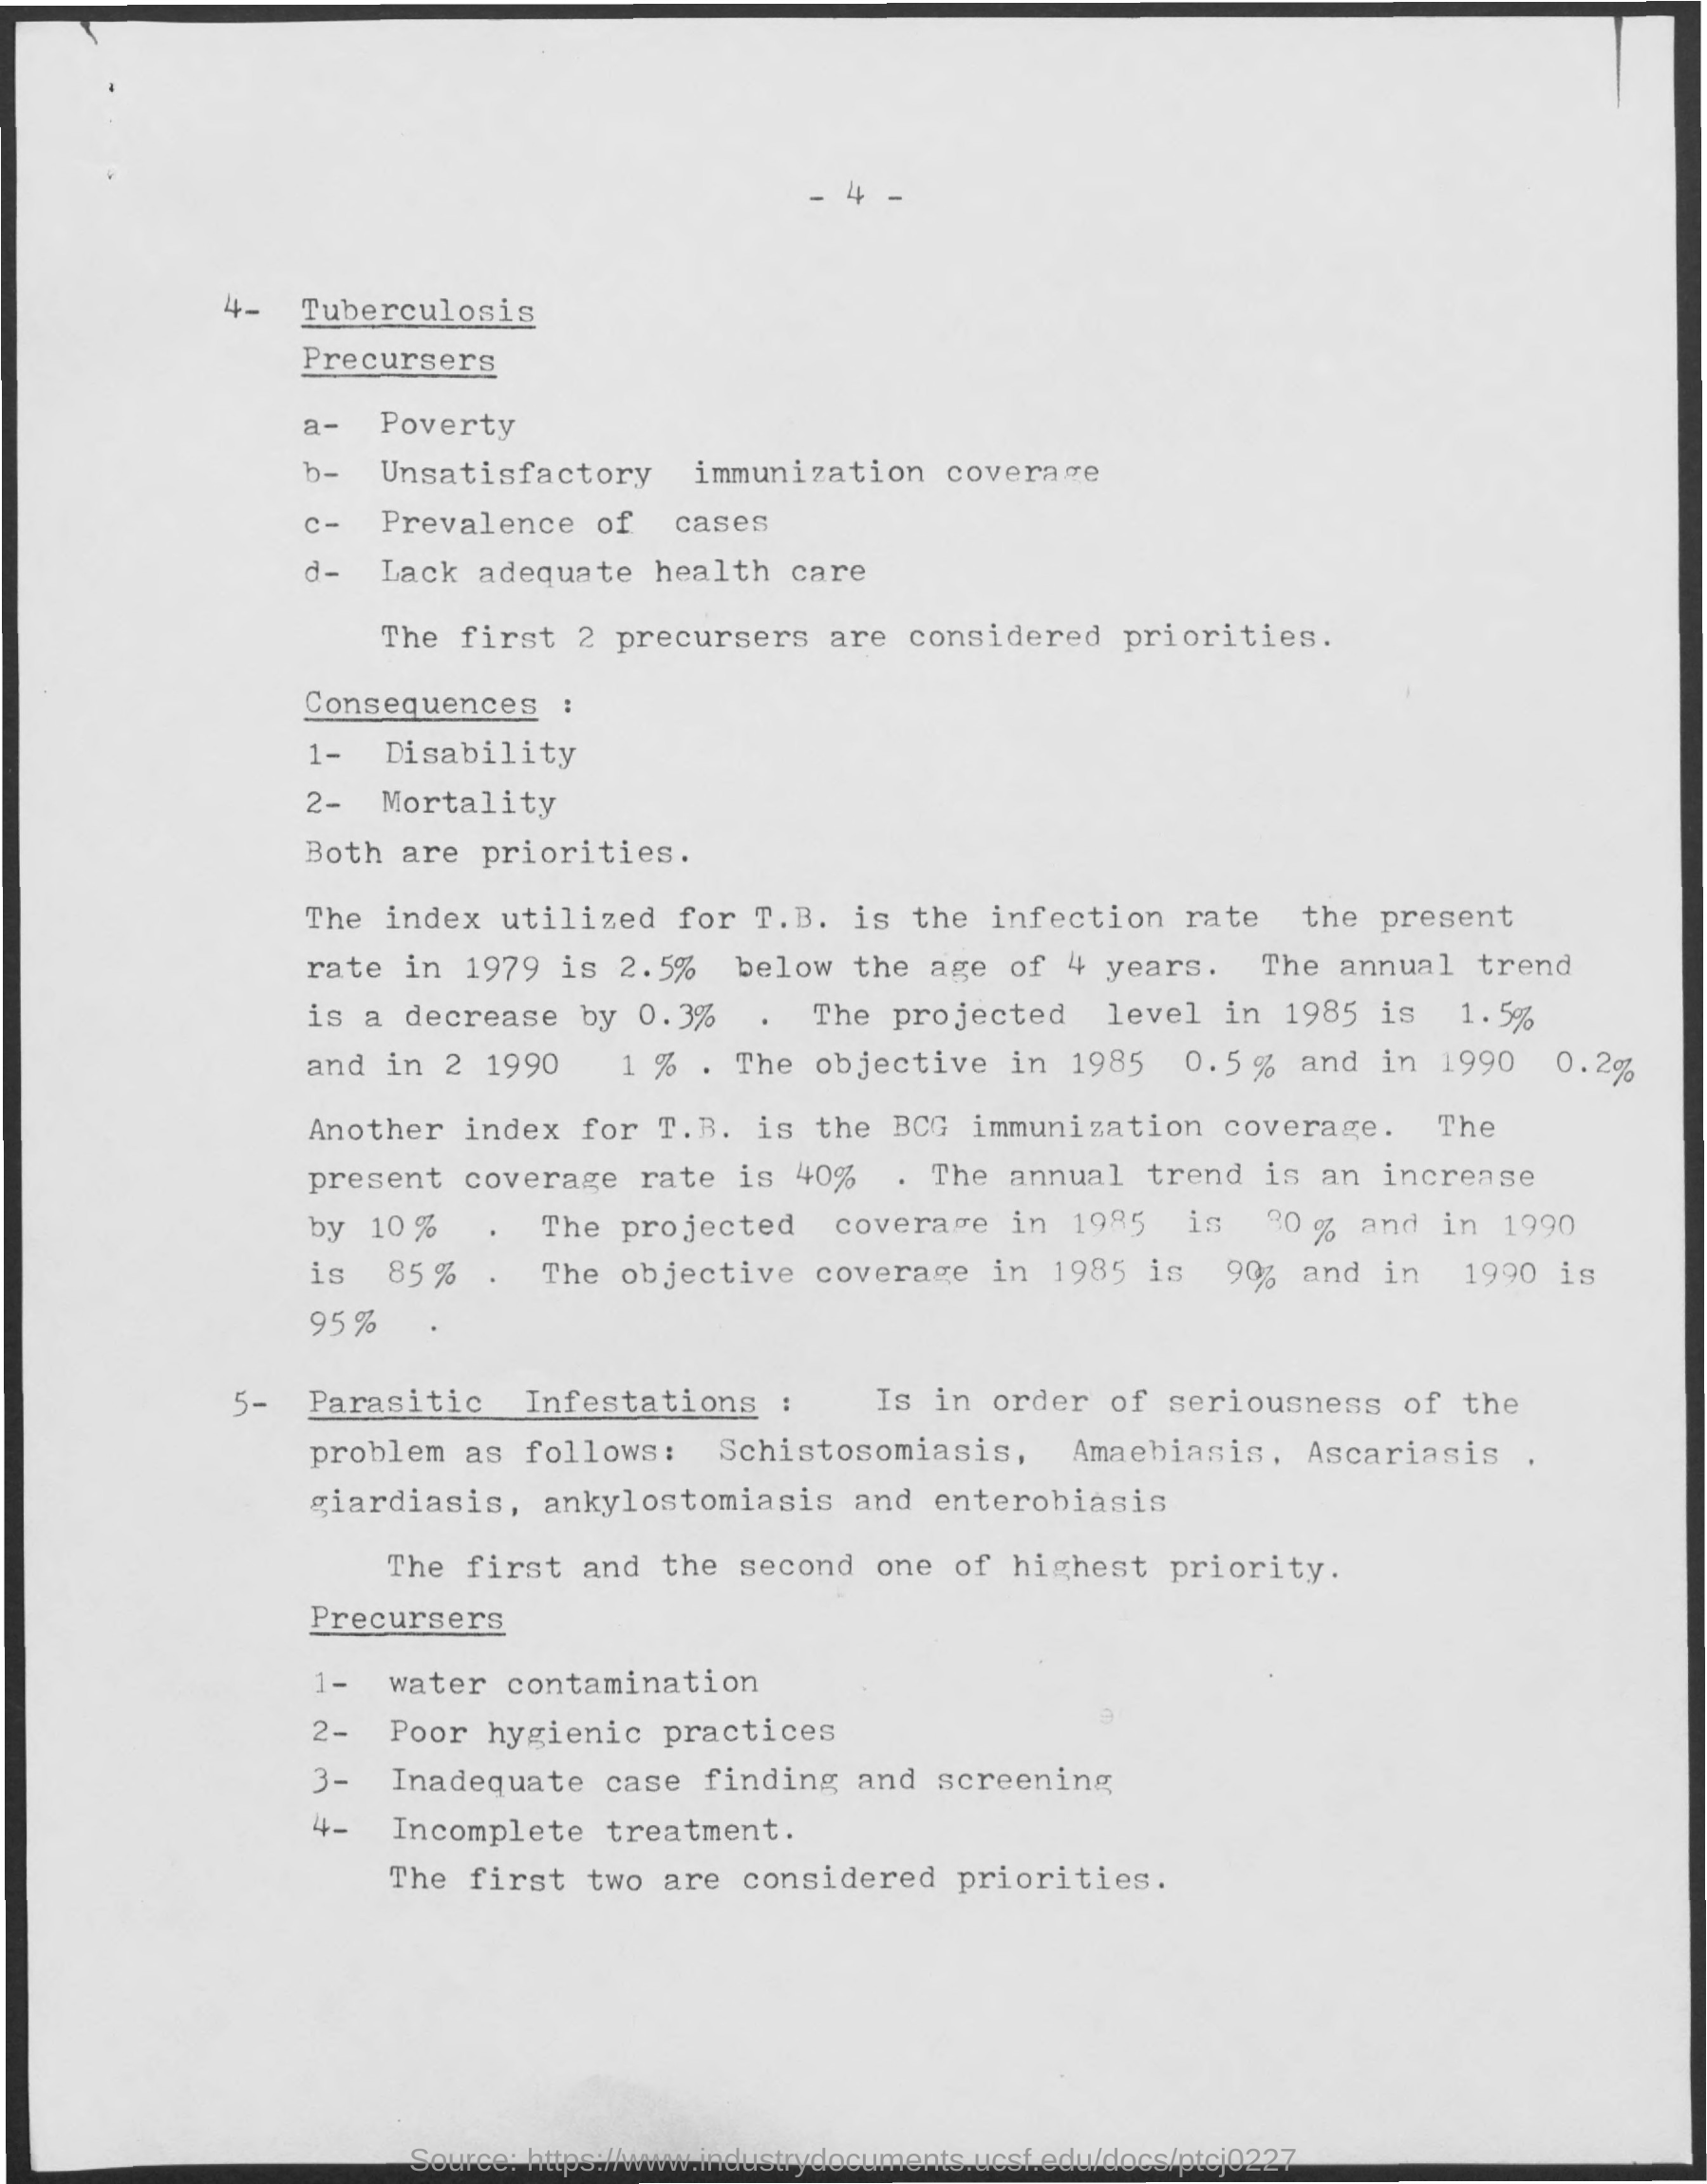 - 4 -
4- Tuberculosis
Precursers
a- Poverty
b- Unsatisfactory immunization coverage
c- Prevalence of cases
d- Lack adequate health care
The first 2 precursers are considered priorities.
Consequences :
1- Disability
2- Mortality
Both are priorities.
The index utilized for T.B. is the infection rate the present
rate in 1979 is 2.5% below the age of 4 years. The annual trend
is a decrease by 0.3% . The projected level in 1985 is 1.5%
and in 2 1990 1 % . The objective in 1985 0.5 % and in 1990 0.2%
Another index for T.B. is the BCG immunization coverage. The
present coverage rate is 40% . The annual trend is an increase
by 10 % . The projected coverage in 1985 is 80 % and in 1990
is 85 % . The objective coverage in 1985 is 90% and in 1990 is
95 % .
5- Parasitic Infestations : Is in order of seriousness of the
problem as follows: Schistosomiasis, Amaebiasis, Ascariasis ,
giardiasis, ankylostomiasis and enterobiasis
The first and the second one of highest priority.
Precursers
1- water contamination
2- Poor hygienic practices
3- Inadequate case finding and screening
4- Incomplete treatment.
The first two are considered priorities.
Source: https://www.industrydocuments.ucsf.edu/docs/ptcj0227